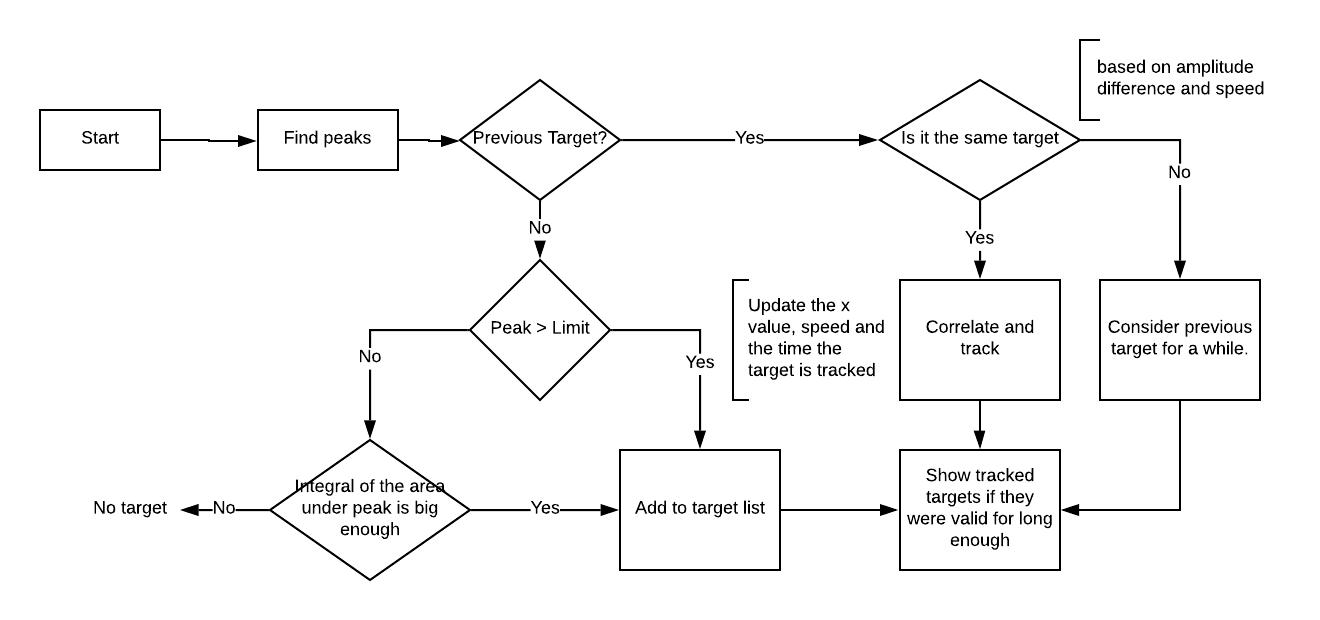 based on amplitude
difference and speed
Start
Find peaks
Previous Target?
Yes
Is it the same target
No
No
Yes
Update the x
value, speed and
the time the
target is tracked
Peak > Limit
Correlate and
track
Consider previous
target for a while.
No
Yes
Integral of the area
under peak is big
enough
No target
No
Yes
Add to target list
Show tracked
targets if they
were valid for long
enough